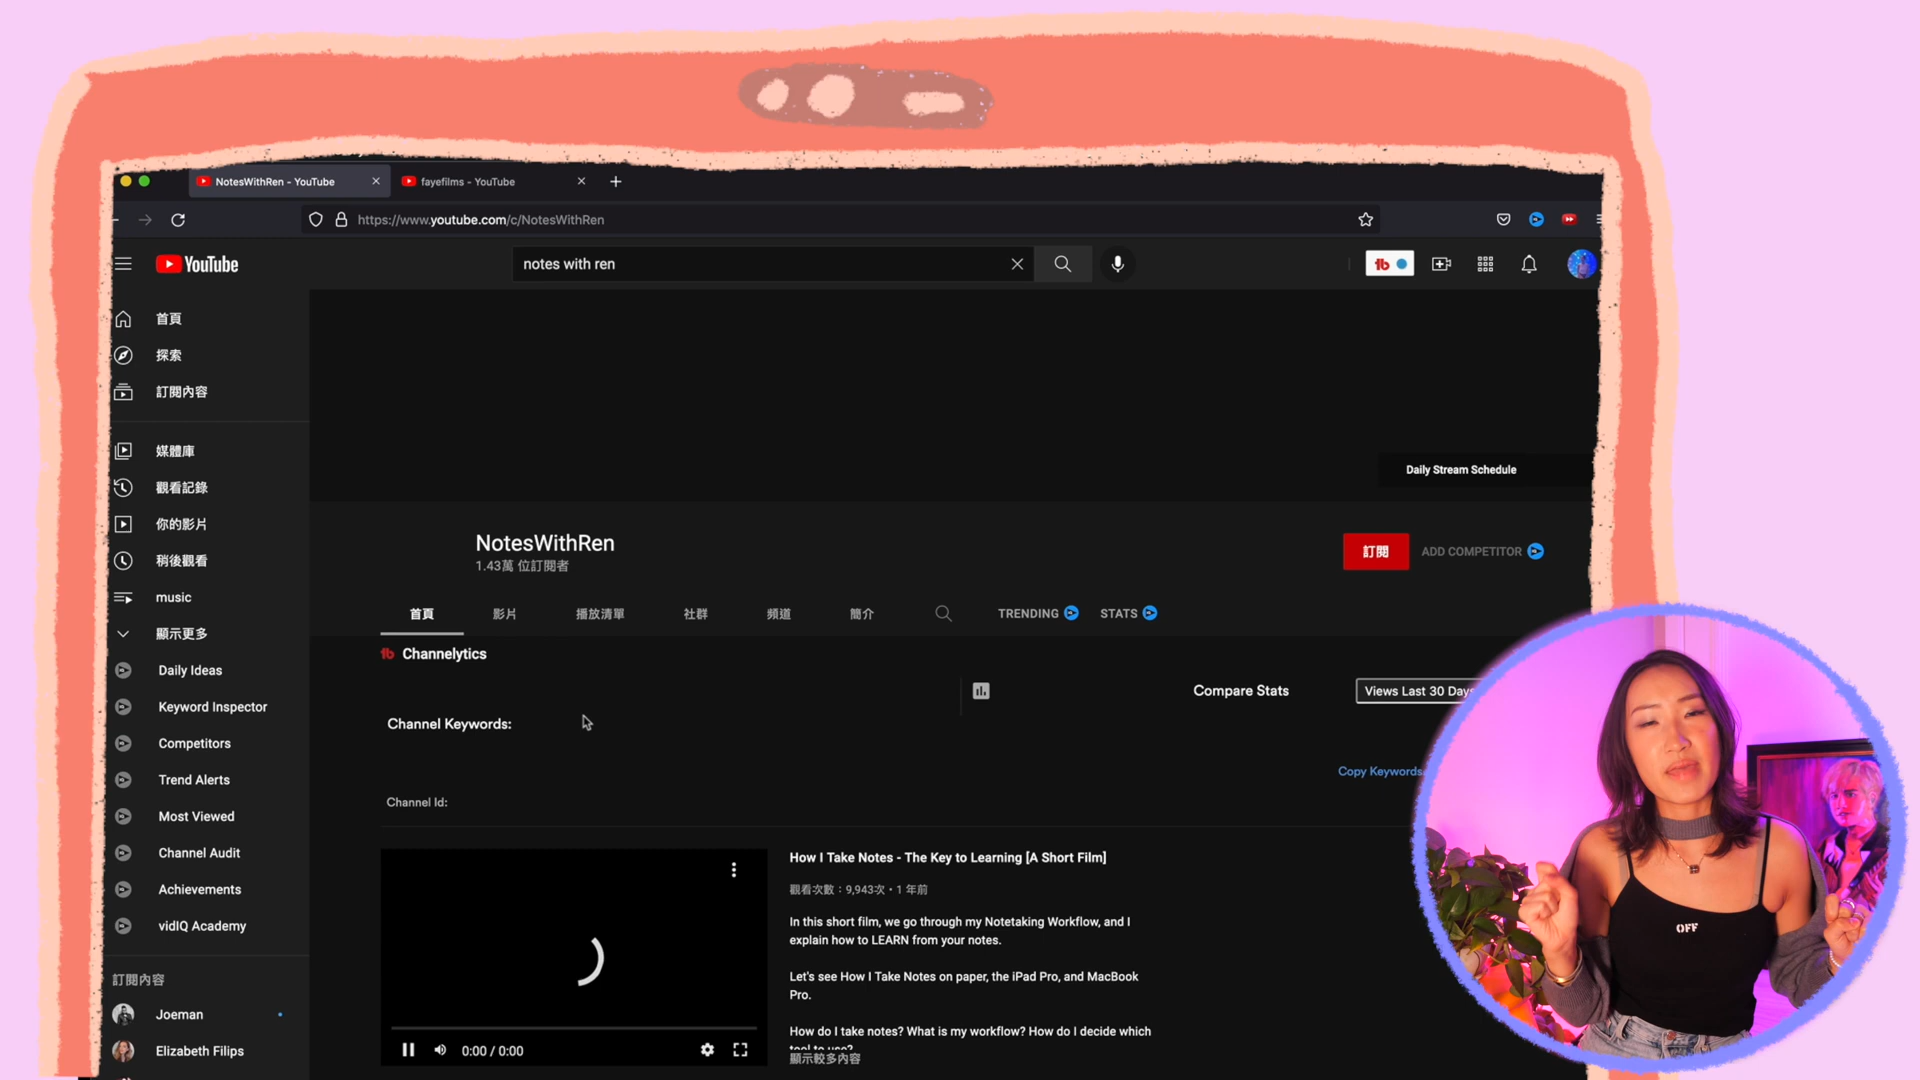 NotesWithRen - YouTube
fayefilms - YouTube
https://www.youtube.com/c/NotesWithRen
YouTube
notes with ren
首頁
探索
訂閱內容
媒體庫
觀看記錄
你的影片
稍後觀看
music
顯示更多
Daily Ideas
Keyword Inspector
Competitors
Trend Alerts
Most Viewed
Channel Audit
Achievements
vidIQ Academy
訂閱內容
Joeman
Elizabeth Filips
Daily Stream Schedule
NotesWithRen
1.43萬 位訂閱者
訂閱
ADD COMPETITOR
首頁 影片 播放清單 社群 頻道 簡介 TRENDING STATS
Channelytics
Compare Stats
Views Last 30 Days
Channel Keywords:
Copy Keywords
Channel Id:
0:00 / 0:00
How I Take Notes - The Key to Learning [A Short Film]
觀看次數：9,943次・1 年前
In this short film, we go through my Notetaking Workflow, and I
explain how to LEARN from your notes.
Let's see How I Take Notes on paper, the iPad Pro, and MacBook
Pro.
How do I take notes? What is my workflow? How do I decide which
tool to use?
顯示較多內容
OFF